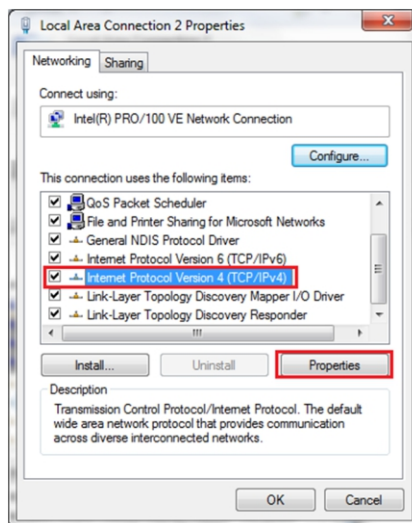 Local Area Connection 2 Properties
Networking
Sharing
Connect using:
Intel(R) PRO/100 VE Network Connection
Configure...
This connection uses the following items:
QoS Packet Scheduler
File and Printer Sharing for Microsoft Networks
General NDIS Protocol Driver
Internet Protocol Version 6 (TCP/IPv6)
Internet Protocol Version 4 (TCP/IPv4)
Link-Layer Topology Discovery Mapper I/O Driver
Link-Layer Topology Discovery Responder
Install...
Uninstall
Properties
Description
Transmission Control Protocol/Internet Protocol. The default
wide area network protocol that provides communication
across diverse interconnected networks.
OK
Cancel